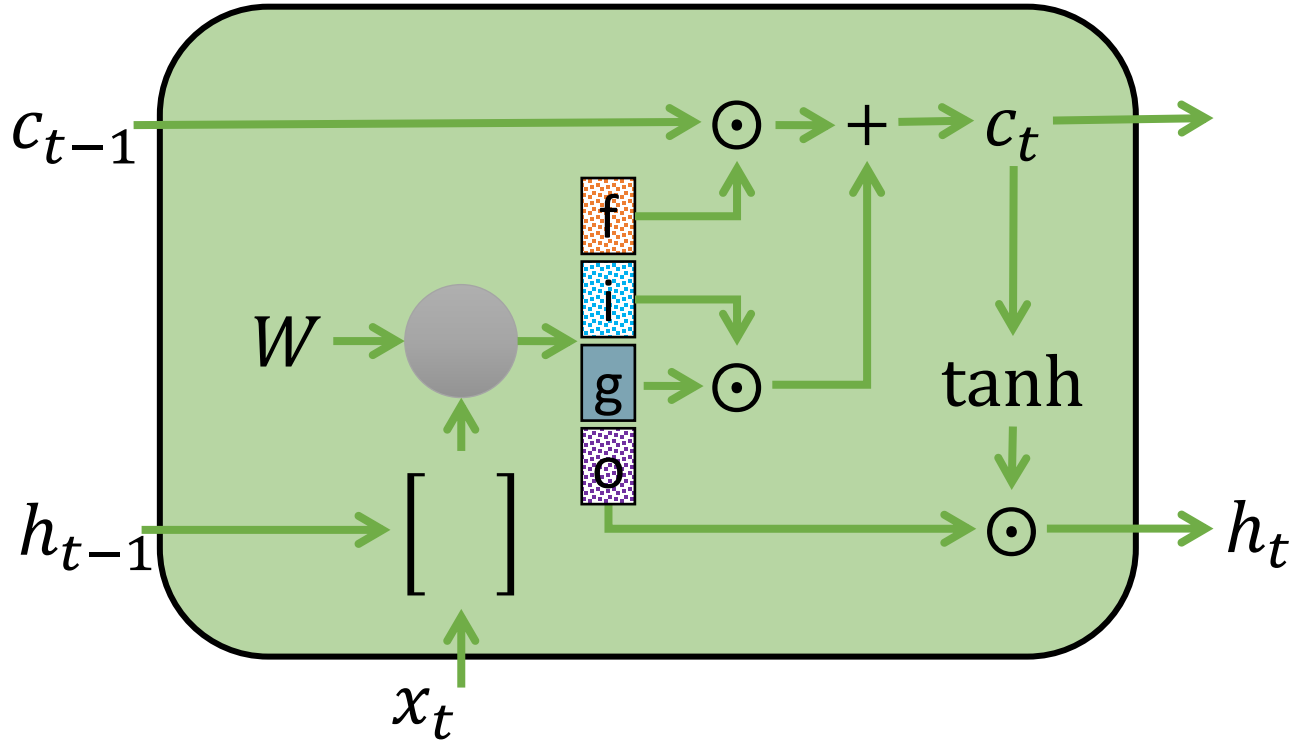 c_{t−1} ⊙ + c_t
f
i
W
g ⊙ tanh
o
h_{t−1} [ ] ⊙ h_t
x_t